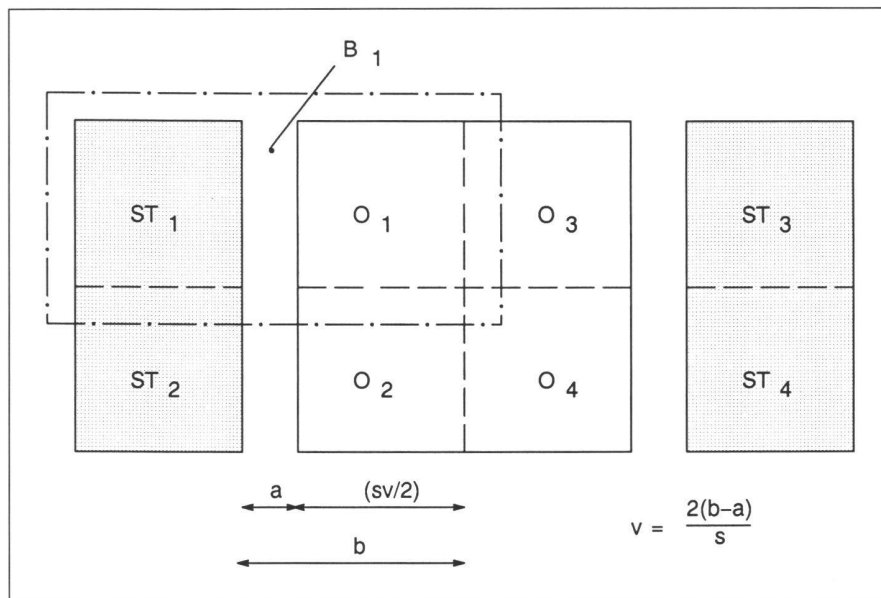 B 1
ST 1
O 1
O 3
ST 3
ST 2
O 2
O 4
ST 4
a
(sv/2)
b
v = 2(b–a)
s